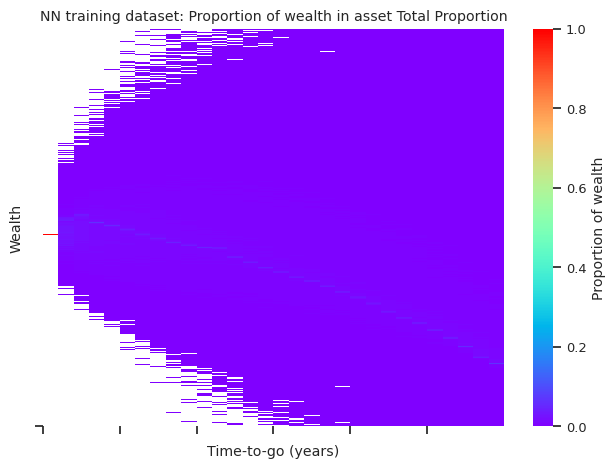 NN training dataset: Proportion of wealth in asset Total Proportion
Wealth
Time-to-go (years)
1.0
0.8
0.6
0.4
0.2
0.0
Proportion of wealth